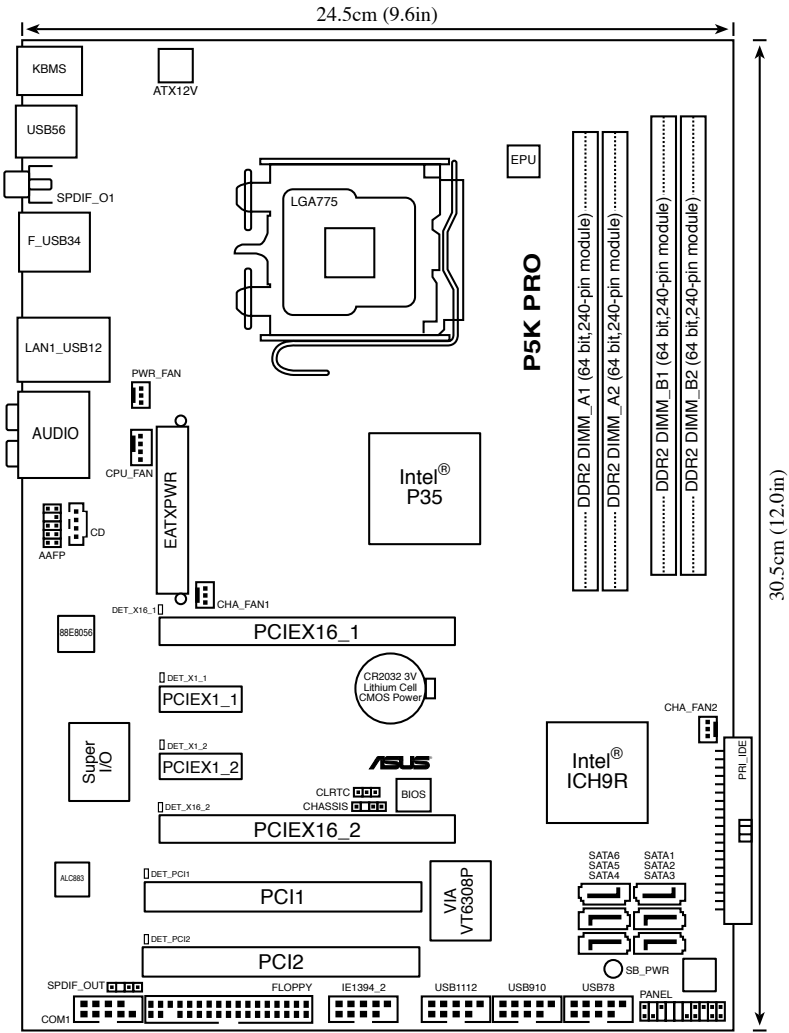 24.5cm (9.6in)
KBMS
ATX12V
USB56
EPU
SPDIF_O1
LGA775
F_USB34
P5K PRO
DDR2 DIMM_A1 (64 bit,240-pin module)
DDR2 DIMM_A2 (64 bit,240-pin module)
DDR2 DIMM_B1 (64 bit,240-pin module)
DDR2 DIMM_B2 (64 bit,240-pin module)
LAN1_USB12
PWR_FAN
AUDIO
CPU_FAN
Intel®
P35
EATXPWR
CD
AAFP
30.5cm (12.0in)
CHA_FAN1
DET_X16_1
88E8056
PCIEX16_1
DET_X1_1
PCIEX1_1
CR2032 3V
Lithium Cell
CMOS Power
CHA_FAN2
Super
I/O
DET_X1_2
PCIEX1_2
ASUS
Intel®
ICH9R
PRI_IDE
CLRTC
CHASSIS
BIOS
DET_X16_2
PCIEX16_2
SATA6
SATA5
SATA4
SATA1
SATA2
SATA3
ALC883
DET_PCI1
PCI1
VIA
VT6308P
DET_PCI2
PCI2
SB_PWR
SPDIF_OUT
FLOPPY
IE1394_2
USB1112
USB910
USB78
PANEL
COM1